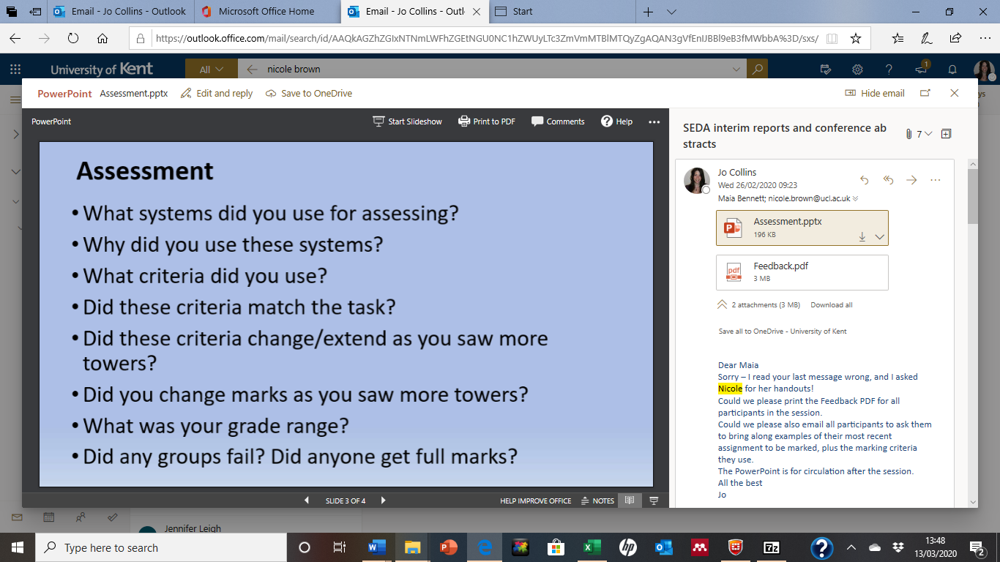 Email - Jo Collins - Outlook
Microsoft Office Home
Email - Jo Collins - Outl
Start
https://outlook.office.com/mail/search/id/AAQkAGZhZGIxNTNmLWFhZGEtNGU0NC1hZWUyLTc3ZmVmMTBlMTQyZgAQAN3gVfEnIJBBl9eB3fMWbbA%3D/sxs/
University of Kent
All
nicole brown
1
PowerPoint
Assessment.pptx
Edit and reply
Save to OneDrive
Hide email
PowerPoint
Start Slideshow
Print to PDF
Comments
Help
Assessment
• What systems did you use for assessing?
• Why did you use these systems?
• What criteria did you use?
• Did these criteria match the task?
• Did these criteria change/extend as you saw more
towers?
• Did you change marks as you saw more towers?
• What was your grade range?
• Did any groups fail? Did anyone get full marks?
SLIDE 3 OF 4
HELP IMPROVE OFFICE
NOTES
SEDA interim reports and conference ab
stracts
7
Jo Collins
Wed 26/02/2020 09:23
Maia Bennett; nicole.brown@ucl.ac.uk
Assessment.pptx
196 KB
Feedback.pdf
3 MB
2 attachments (3 MB)
Download all
Save all to OneDrive - University of Kent
Dear Maia
Sorry – I read your last message wrong, and I asked
Nicole for her handouts!
Could we please print the Feedback PDF for all
participants in the session.
Could we please also email all participants to ask them
to bring along examples of their most recent
assignment to be marked, plus the marking criteria
they use.
The PowerPoint is for circulation after the session.
All the best
Jo
Jennifer Leigh
Type here to search
13:48
13/03/2020
2